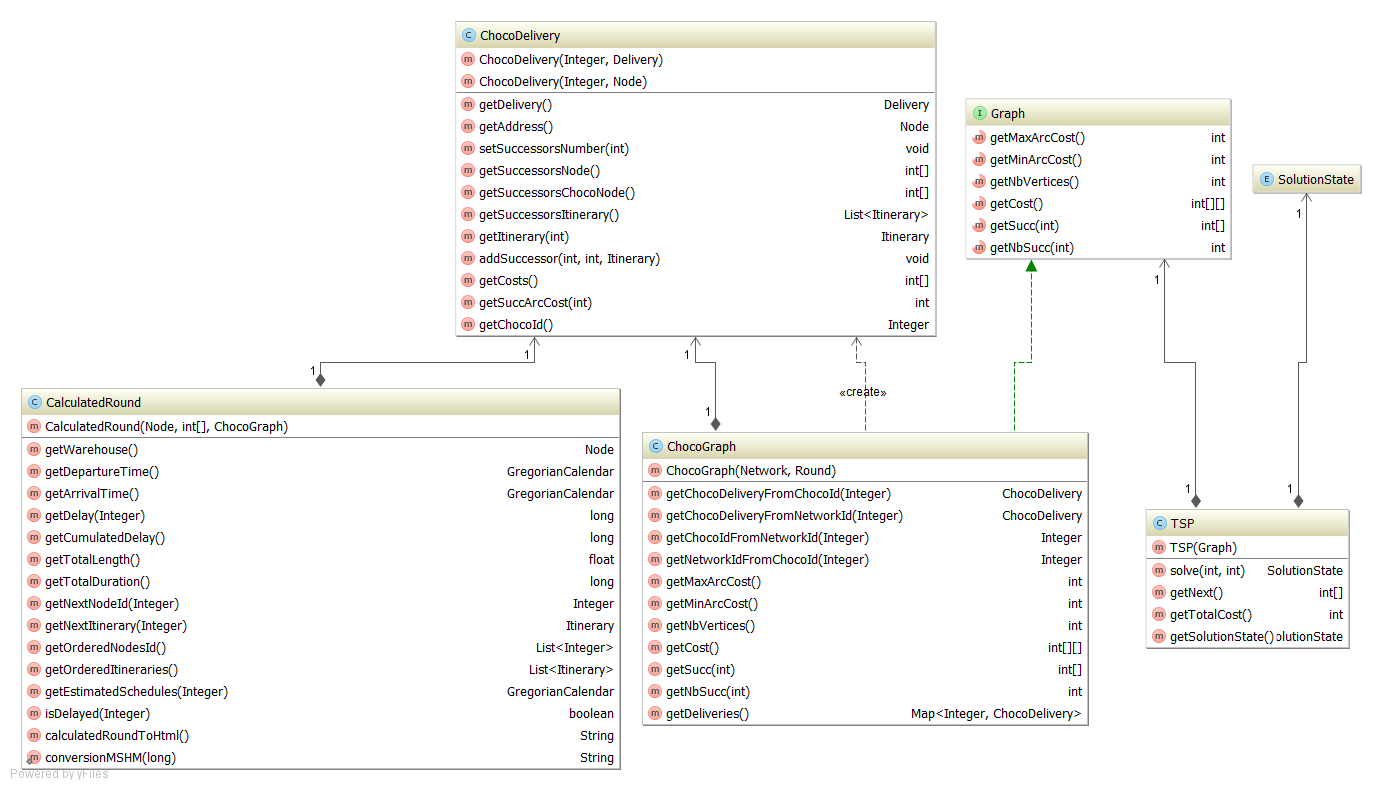 ChocoDelivery
ChocoDelivery(Integer, Delivery)
ChocoDelivery(Integer, Node)
getDelivery() Delivery
getAddress() Node
setSuccessorsNumber(int) void
getSuccessorsNode() int[]
getSuccessorsChocoNode() int[]
getSuccessorsItinerary() List<Itinerary>
getItinerary(int) Itinerary
addSuccessor(int, int, Itinerary) void
getCosts() int[]
getSuccArcCost(int) int
getChocoId() Integer
Graph
getMaxArcCost() int
getMinArcCost() int
getNbVertices() int
getCost() int[][]
getSucc(int) int[]
getNbSucc(int) int
SolutionState
1
1
1
1
1
1
«create»
1
1
CalculatedRound
CalculatedRound(Node, int[], ChocoGraph)
getWarehouse() Node
getDepartureTime() GregorianCalendar
getArrivalTime() GregorianCalendar
getDelay(Integer) long
getCumulatedDelay() long
getTotalLength() float
getTotalDuration() long
getNextNodeId(Integer) Integer
getNextItinerary(Integer) Itinerary
getOrderedNodesId() List<Integer>
getOrderedItineraries() List<Itinerary>
getEstimatedSchedules(Integer) GregorianCalendar
isDelayed(Integer) boolean
calculatedRoundToHtml() String
conversionMSHM(long) String
ChocoGraph
ChocoGraph(Network, Round)
getChocoDeliveryFromChocoId(Integer) ChocoDelivery
getChocoDeliveryFromNetworkId(Integer) ChocoDelivery
getChocoIdFromNetworkId(Integer) Integer
getNetworkIdFromChocoId(Integer) Integer
getMaxArcCost() int
getMinArcCost() int
getNbVertices() int
getCost() int[][]
getSucc(int) int[]
getNbSucc(int) int
getDeliveries() Map<Integer, ChocoDelivery>
TSP
TSP(Graph)
solve(int, int) SolutionState
getNext() int[]
getTotalCost() int
getSolutionState() olutionState
Powered by yFiles